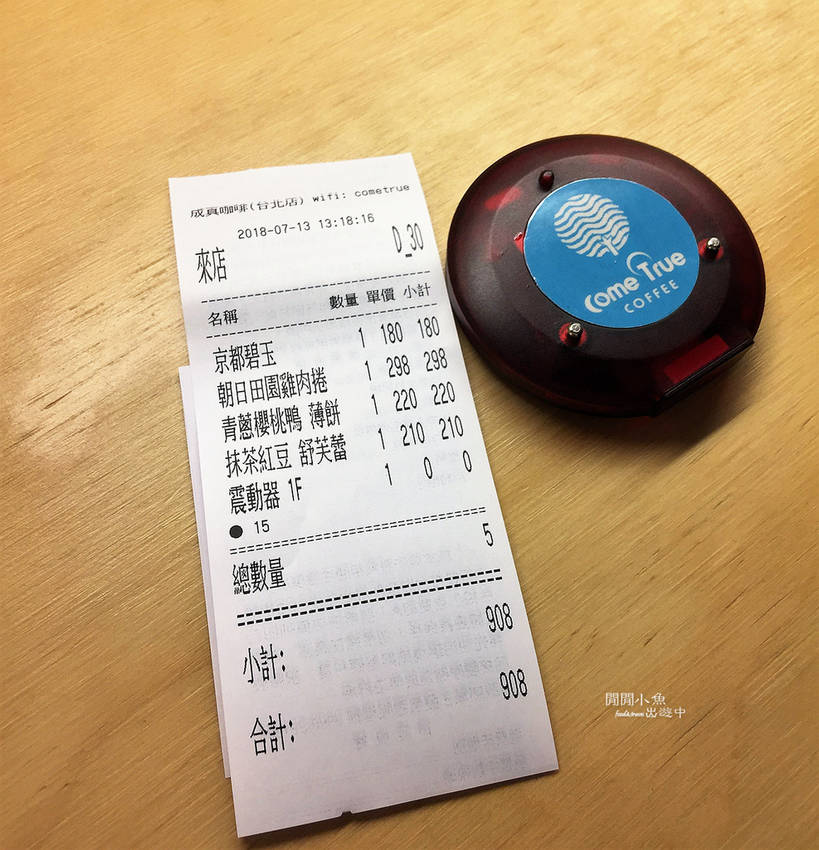 成真咖啡(台北店) wifi: cometrue
2018-07-13 13:18:16
來店 D_30
名稱 數量 單價 小計
京都碧玉 1 180 180
朝日田園雞肉捲 1 298 298
青蔥櫻桃鴨 薄餅 1 220 220
抹茶紅豆 舒芙蕾 1 210 210
震動器 1F 1 0 0
● 15
總數量 5
小計: 908
合計: 908
Come True
COFFEE
閒閒小魚
food&travel 出遊中